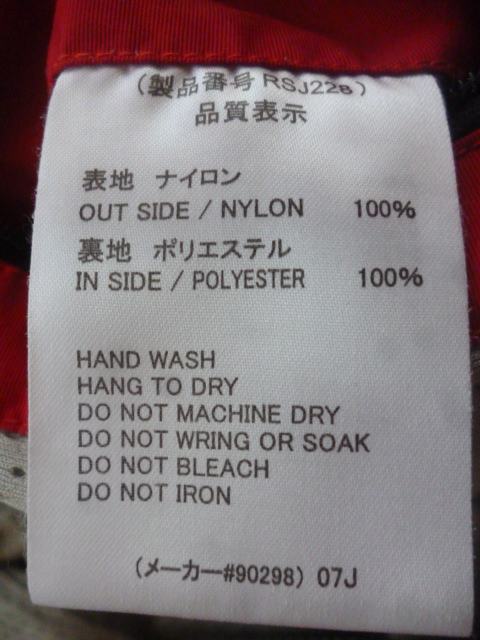 (製品番号 RSJ226)
品質表示
表地 ナイロン
OUT SIDE / NYLON 100%
裏地 ポリエステル
IN SIDE / POLYESTER 100%
HAND WASH
HANG TO DRY
DO NOT MACHINE DRY
DO NOT WRING OR SOAK
DO NOT BLEACH
DO NOT IRON
(メーカー#90298) 07J